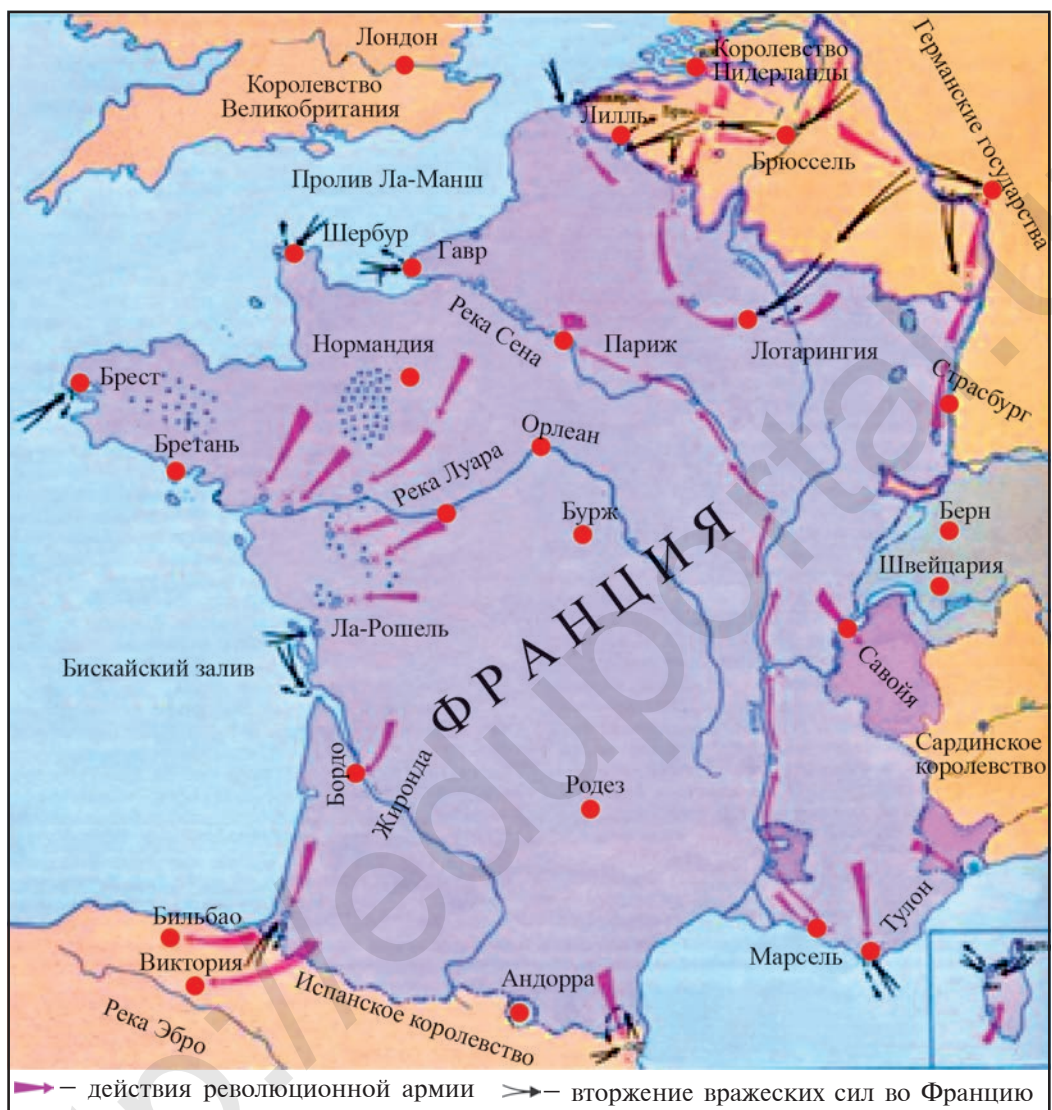 Лондон
Королевство
Великобритания
Королевство
Нидерланды
Германские государства
Лилль
Брюссель
Пролив Ла-Манш
Шербур
Гавр
Река Сена
Париж
Лотарингия
Нормандия
Страсбург
Брест
Бретань
Орлеан
Река Луара
Бурж
Берн
Швейцария
ФРАНЦИЯ
Ла-Рошель
Бискайский залив
Савойя
Сардинское
королевство
Бордо
Жиронда
Родез
Тулон
Марсель
Бильбао
Виктория
Андорра
Испанское королевство
Река Эбро
– действия революционной армии
– вторжение вражеских сил во Францию